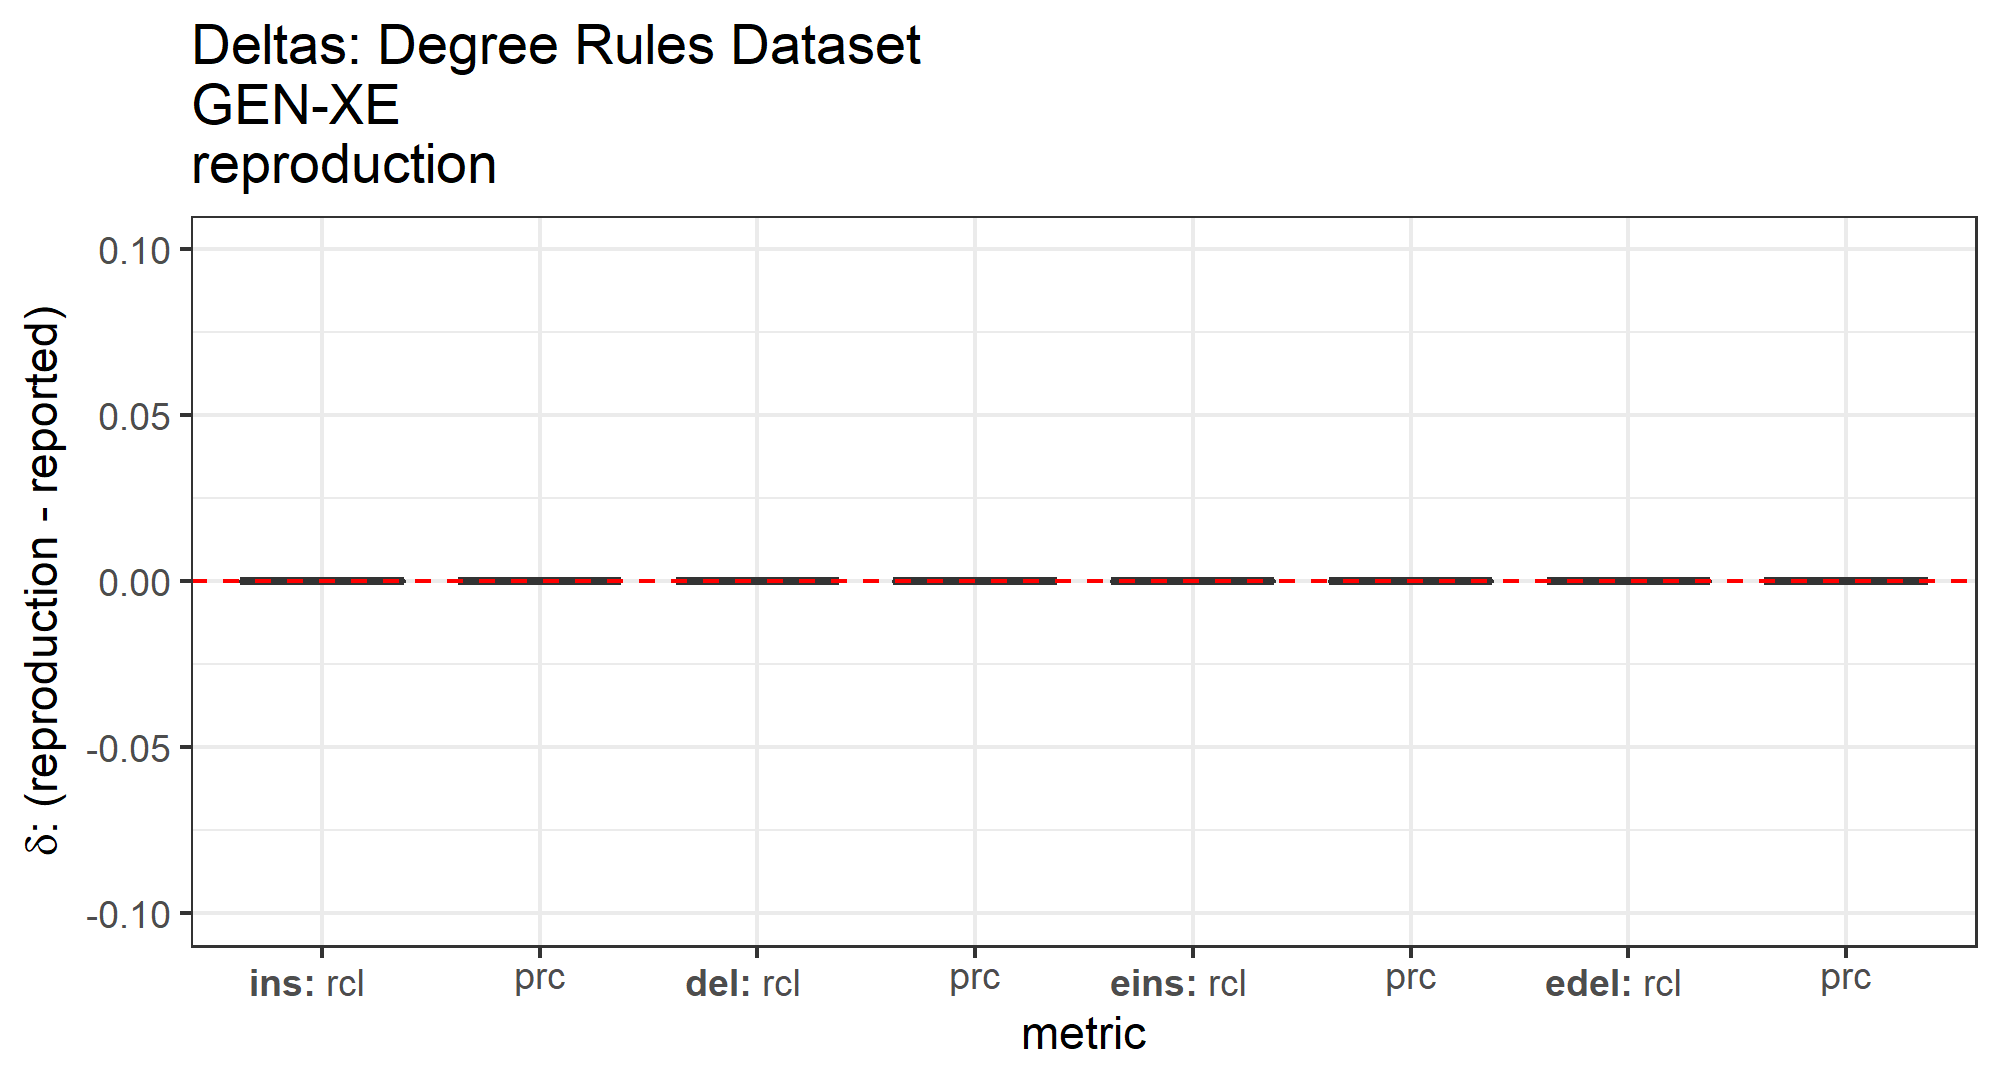 Deltas: Degree Rules Dataset
GEN-XE
reproduction
δ: (reproduction - reported)
0.10
0.05
0.00
-0.05
-0.10
ins: rcl prc del: rcl prc eins: rcl prc edel: rcl prc
metric